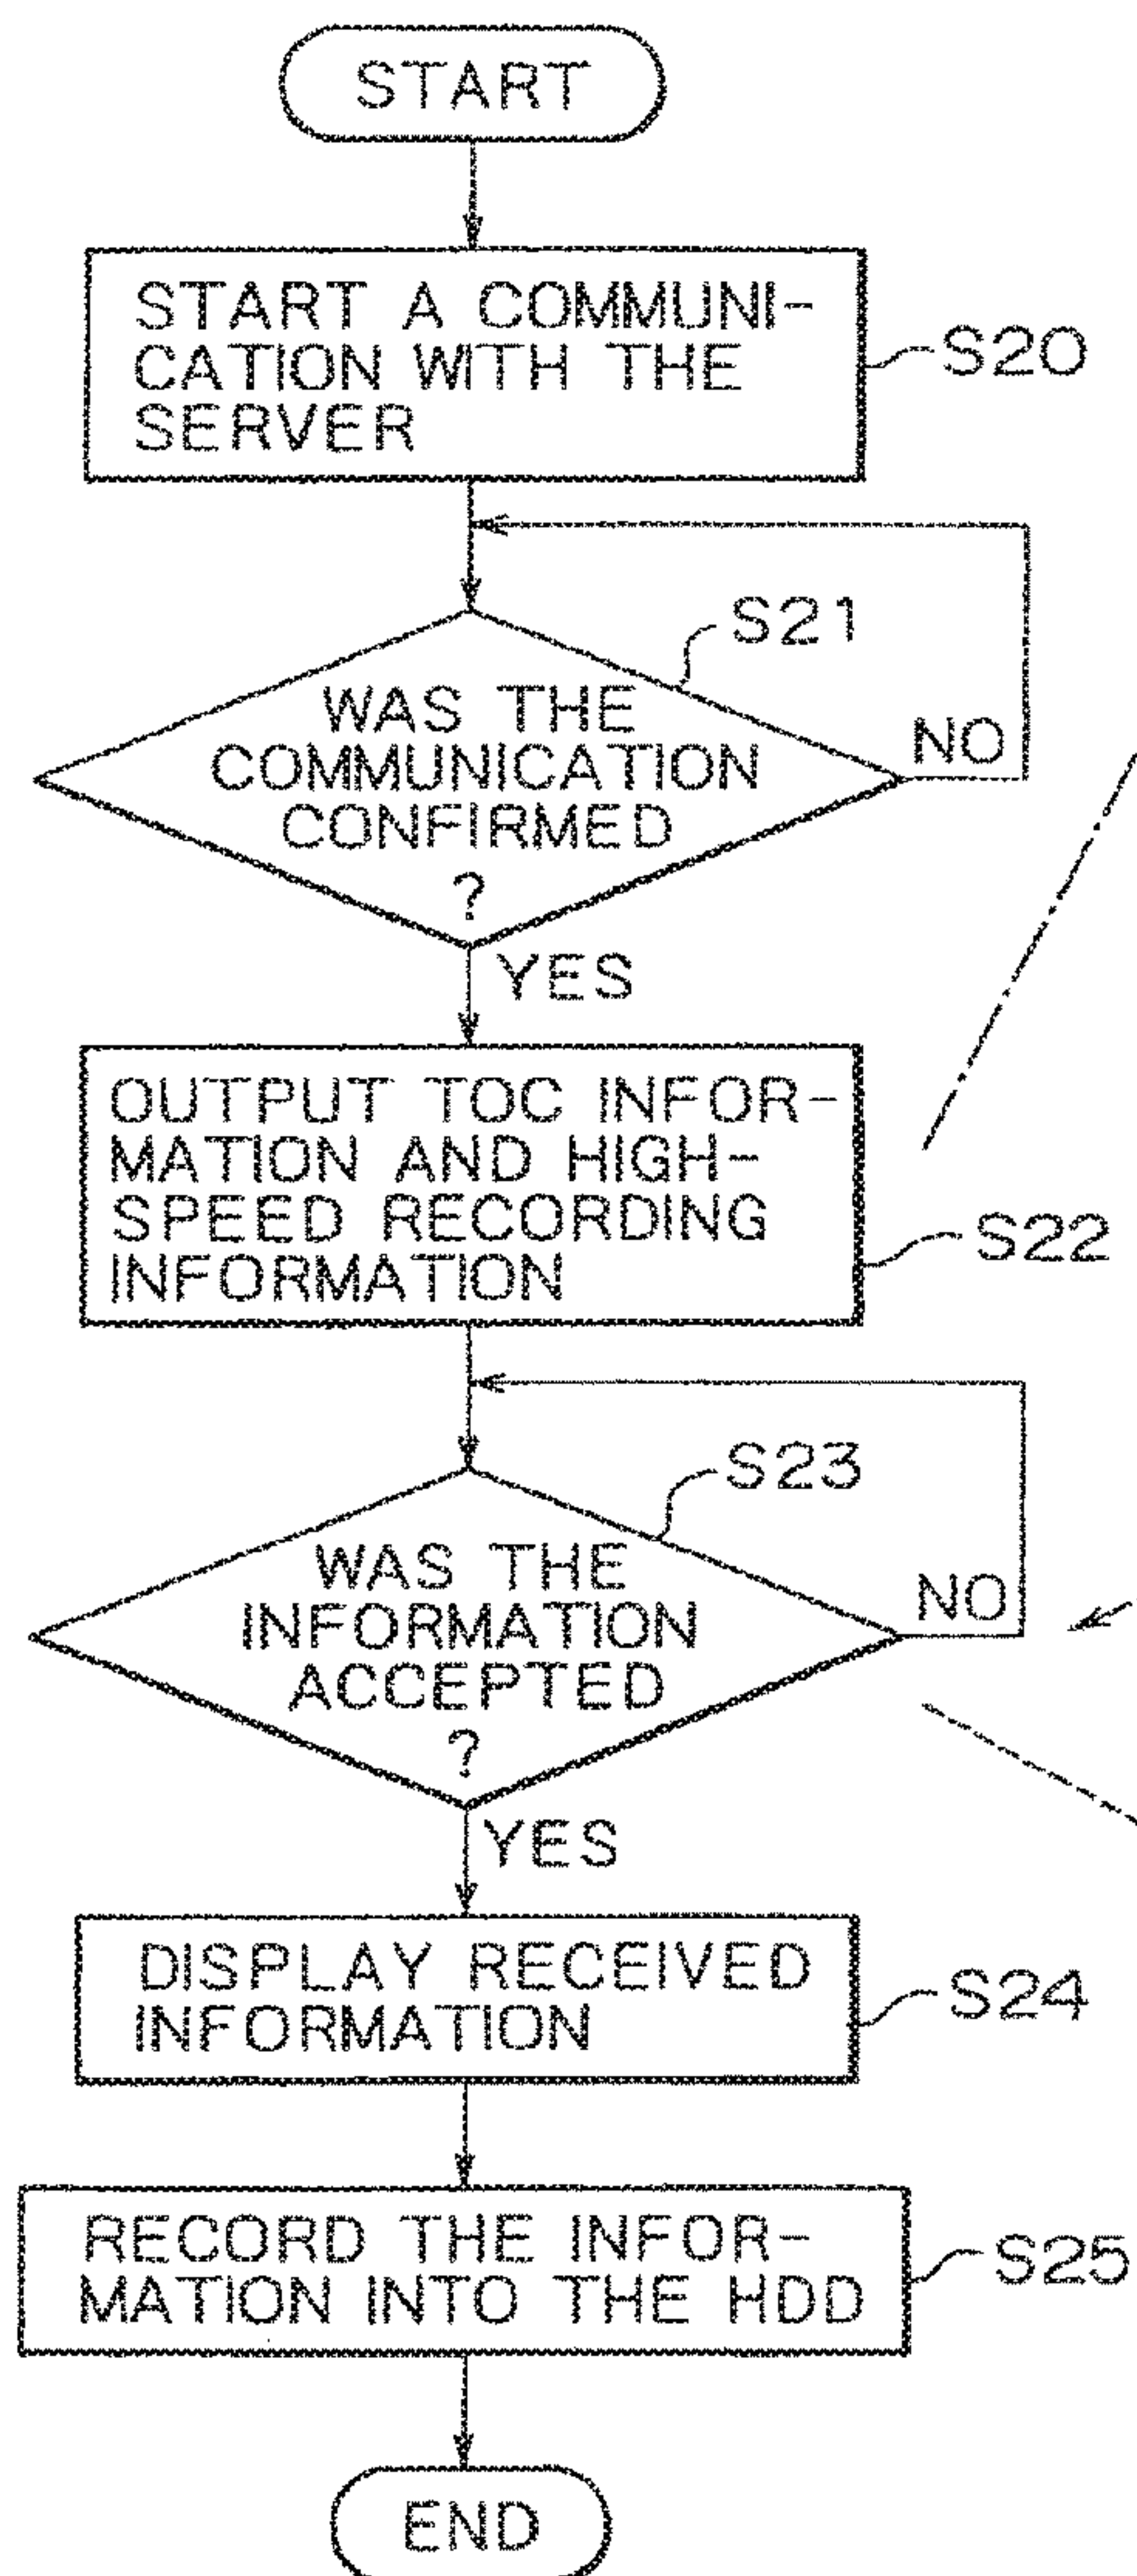 START
START A COMMUNI-
CATION WITH THE
SERVER
S20
S21
WAS THE
COMMUNICATION
CONFIRMED
?
NO
YES
OUTPUT TOC INFOR-
MATION AND HIGH-
SPEED RECORDING
INFORMATION
S22
S23
WAS THE
INFORMATION
ACCEPTED
?
NO
YES
DISPLAY RECEIVED
INFORMATION
S24
RECORD THE INFOR-
MATION INTO THE HDD
S25
END